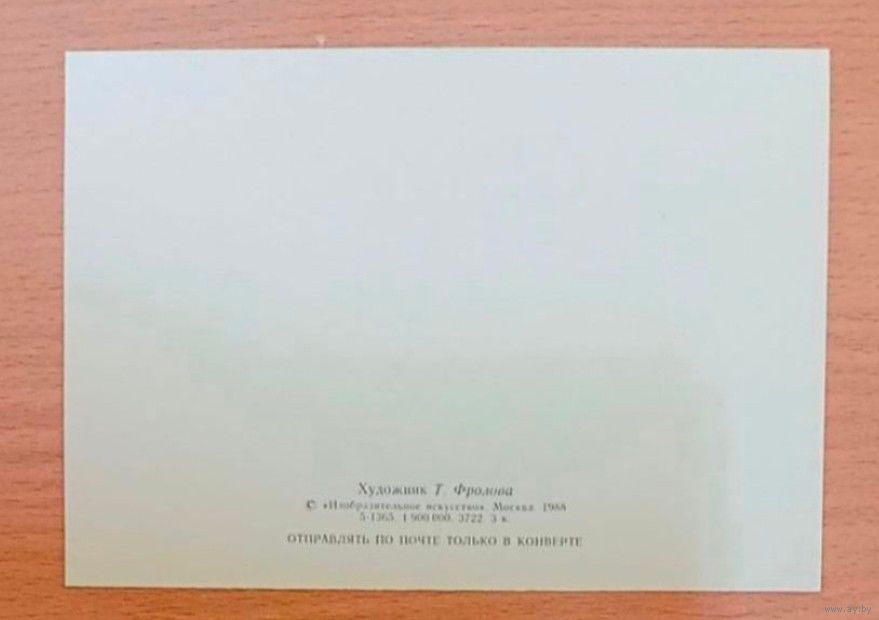 Художник Т. Фролова
© «Изобразительное искусство». Москва. 1988
5-1365. 1 900 000. 3722. 3 к.
ОТПРАВЛЯТЬ ПО ПОЧТЕ ТОЛЬКО В КОНВЕРТЕ
www.ay.by